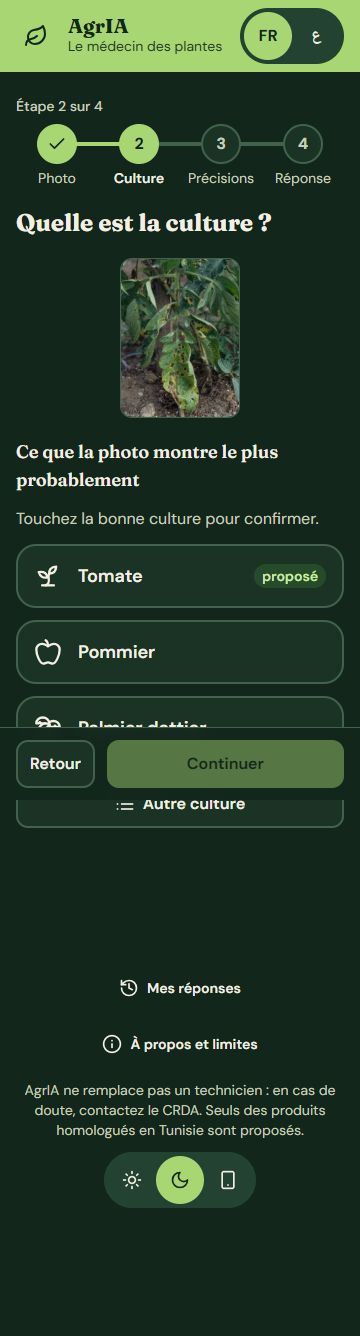 AgrIA
Le médecin des plantes
FR
ع
Étape 2 sur 4
2
3
4
Photo
Culture
Précisions
Réponse
Quelle est la culture ?
Ce que la photo montre le plus
probablement
Touchez la bonne culture pour confirmer.
Tomate
proposé
Pommier
Palmier dattier
Retour
Continuer
Autre culture
Mes réponses
À propos et limites
AgrIA ne remplace pas un technicien : en cas de
doute, contactez le CRDA. Seuls des produits
homologués en Tunisie sont proposés.